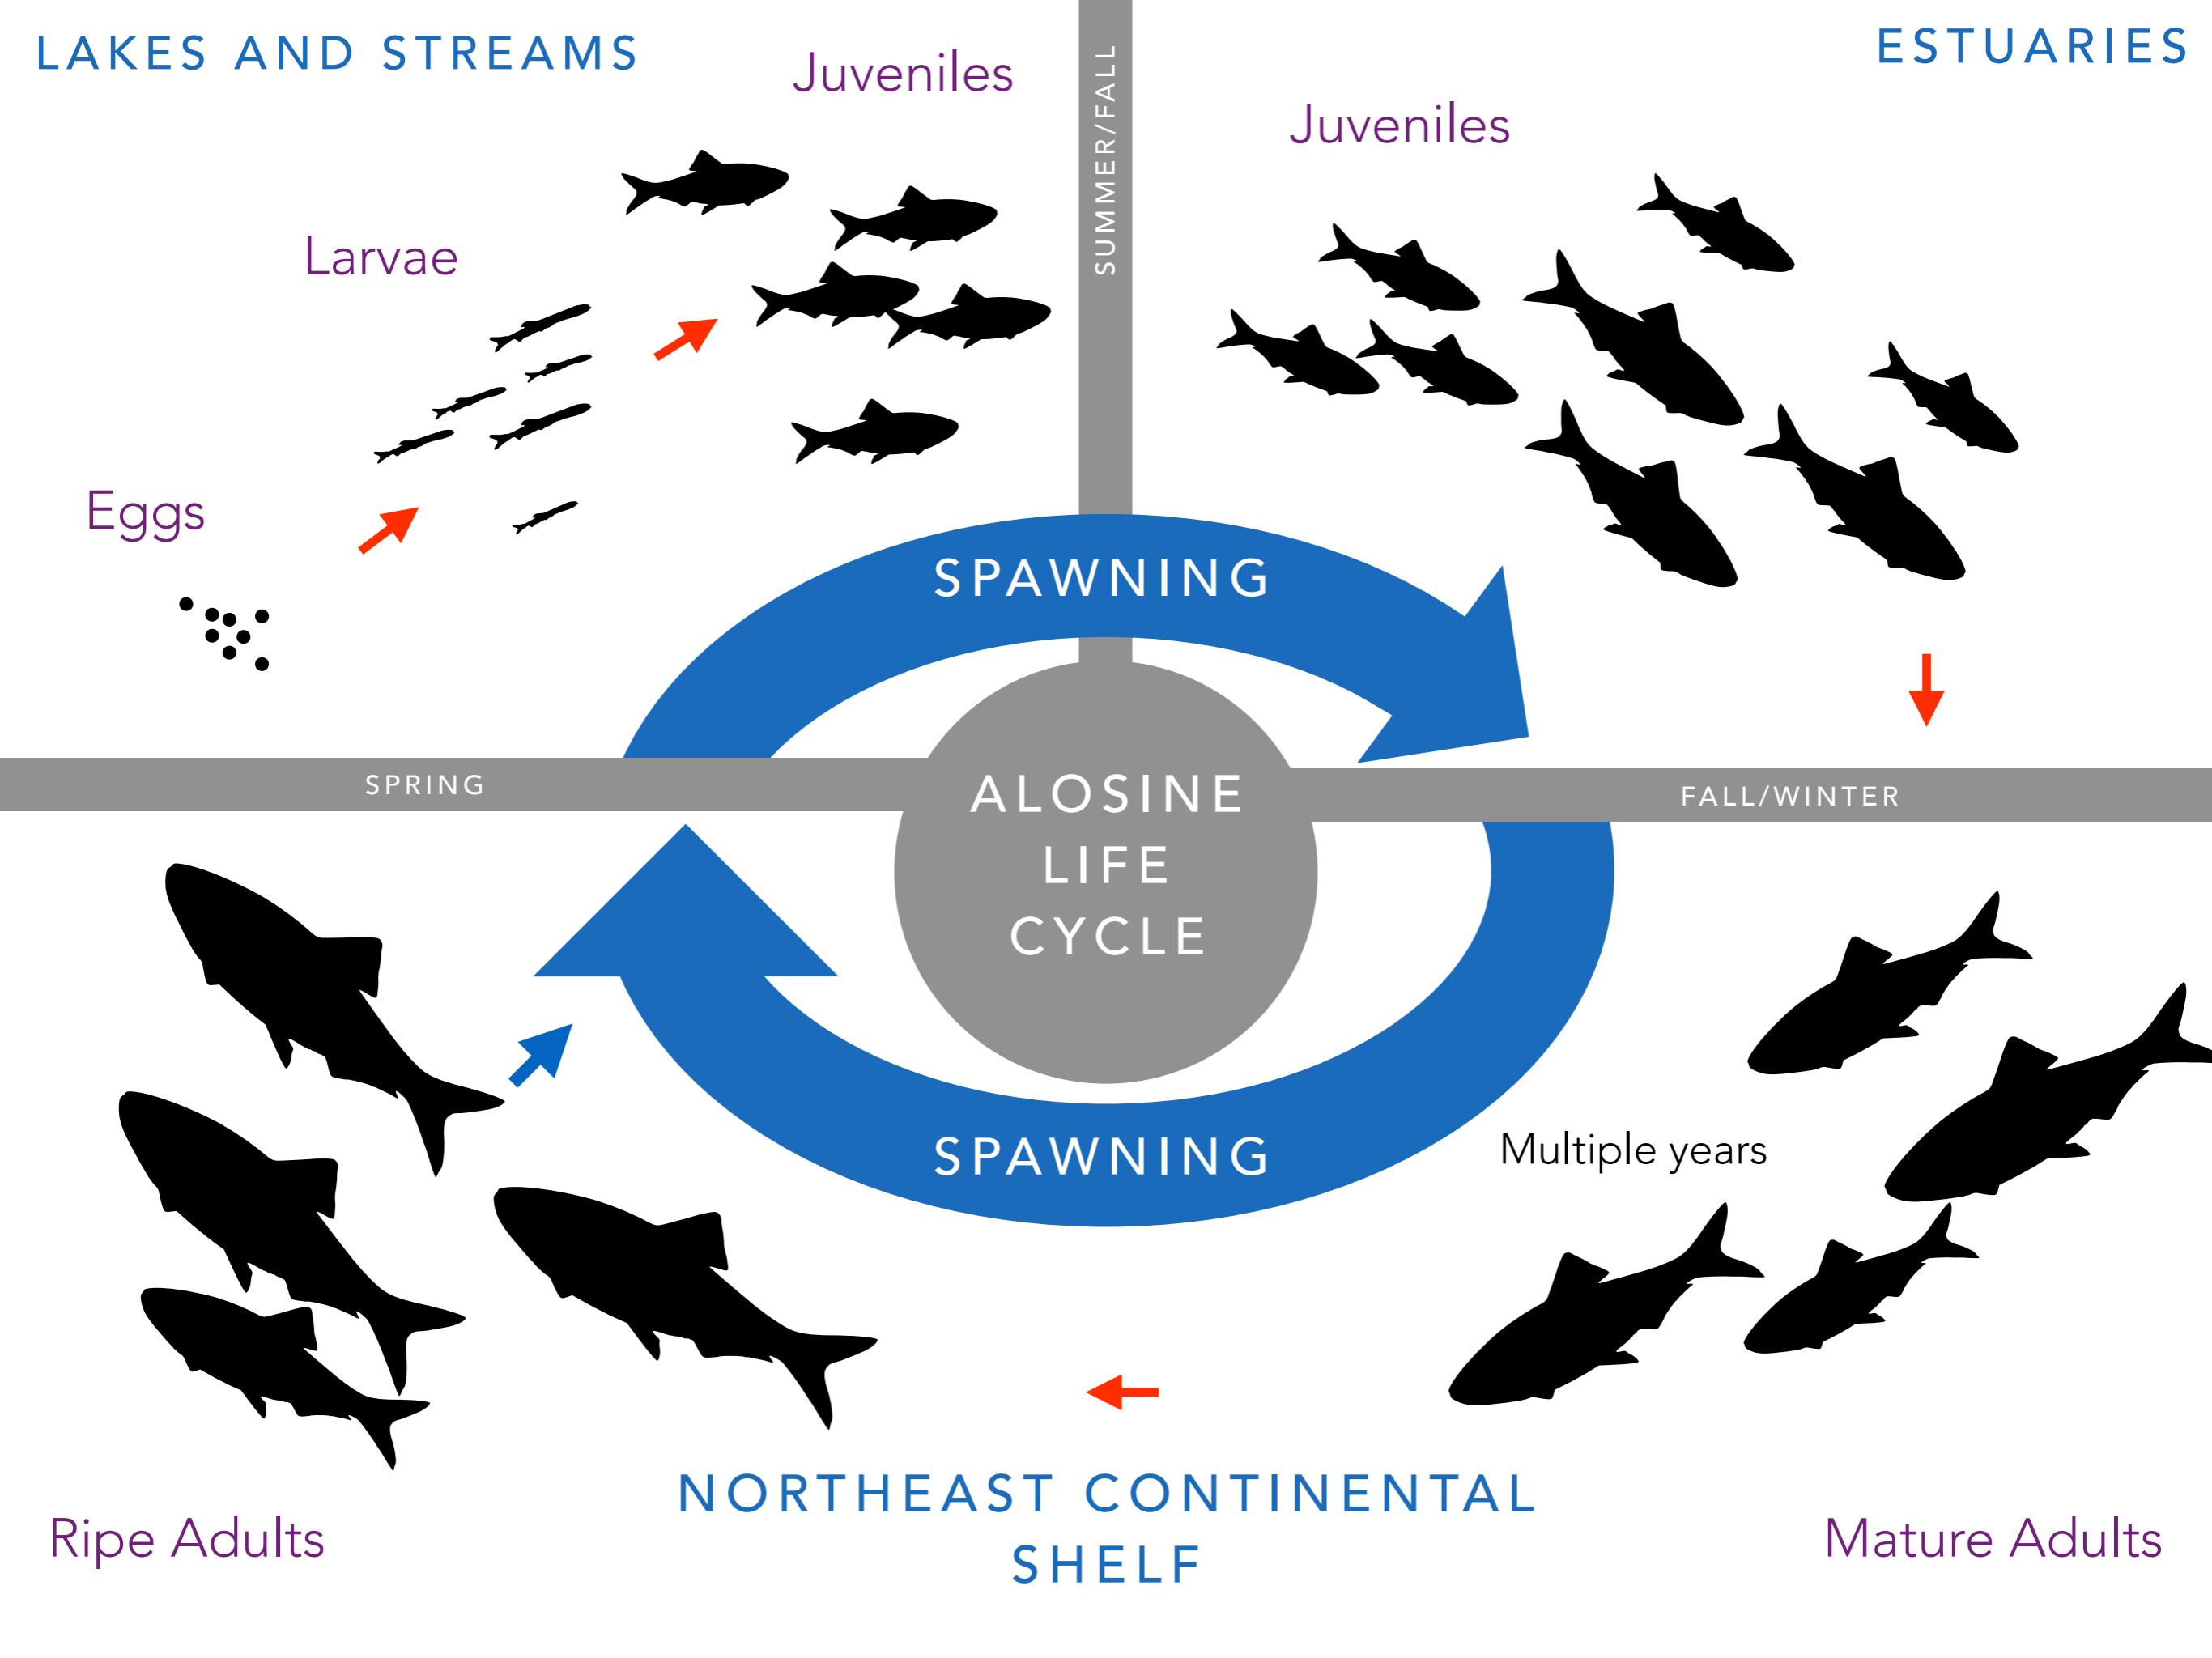 LAKES AND STREAMS
ESTUARIES
Juveniles
SUMMER/FALL
Juveniles
Larvae
Eggs
SPAWNING
SPRING
ALOSINE
LIFE
CYCLE
FALL/WINTER
SPAWNING
Multiple years
NORTHEAST CONTINENTAL
SHELF
Ripe Adults
Mature Adults